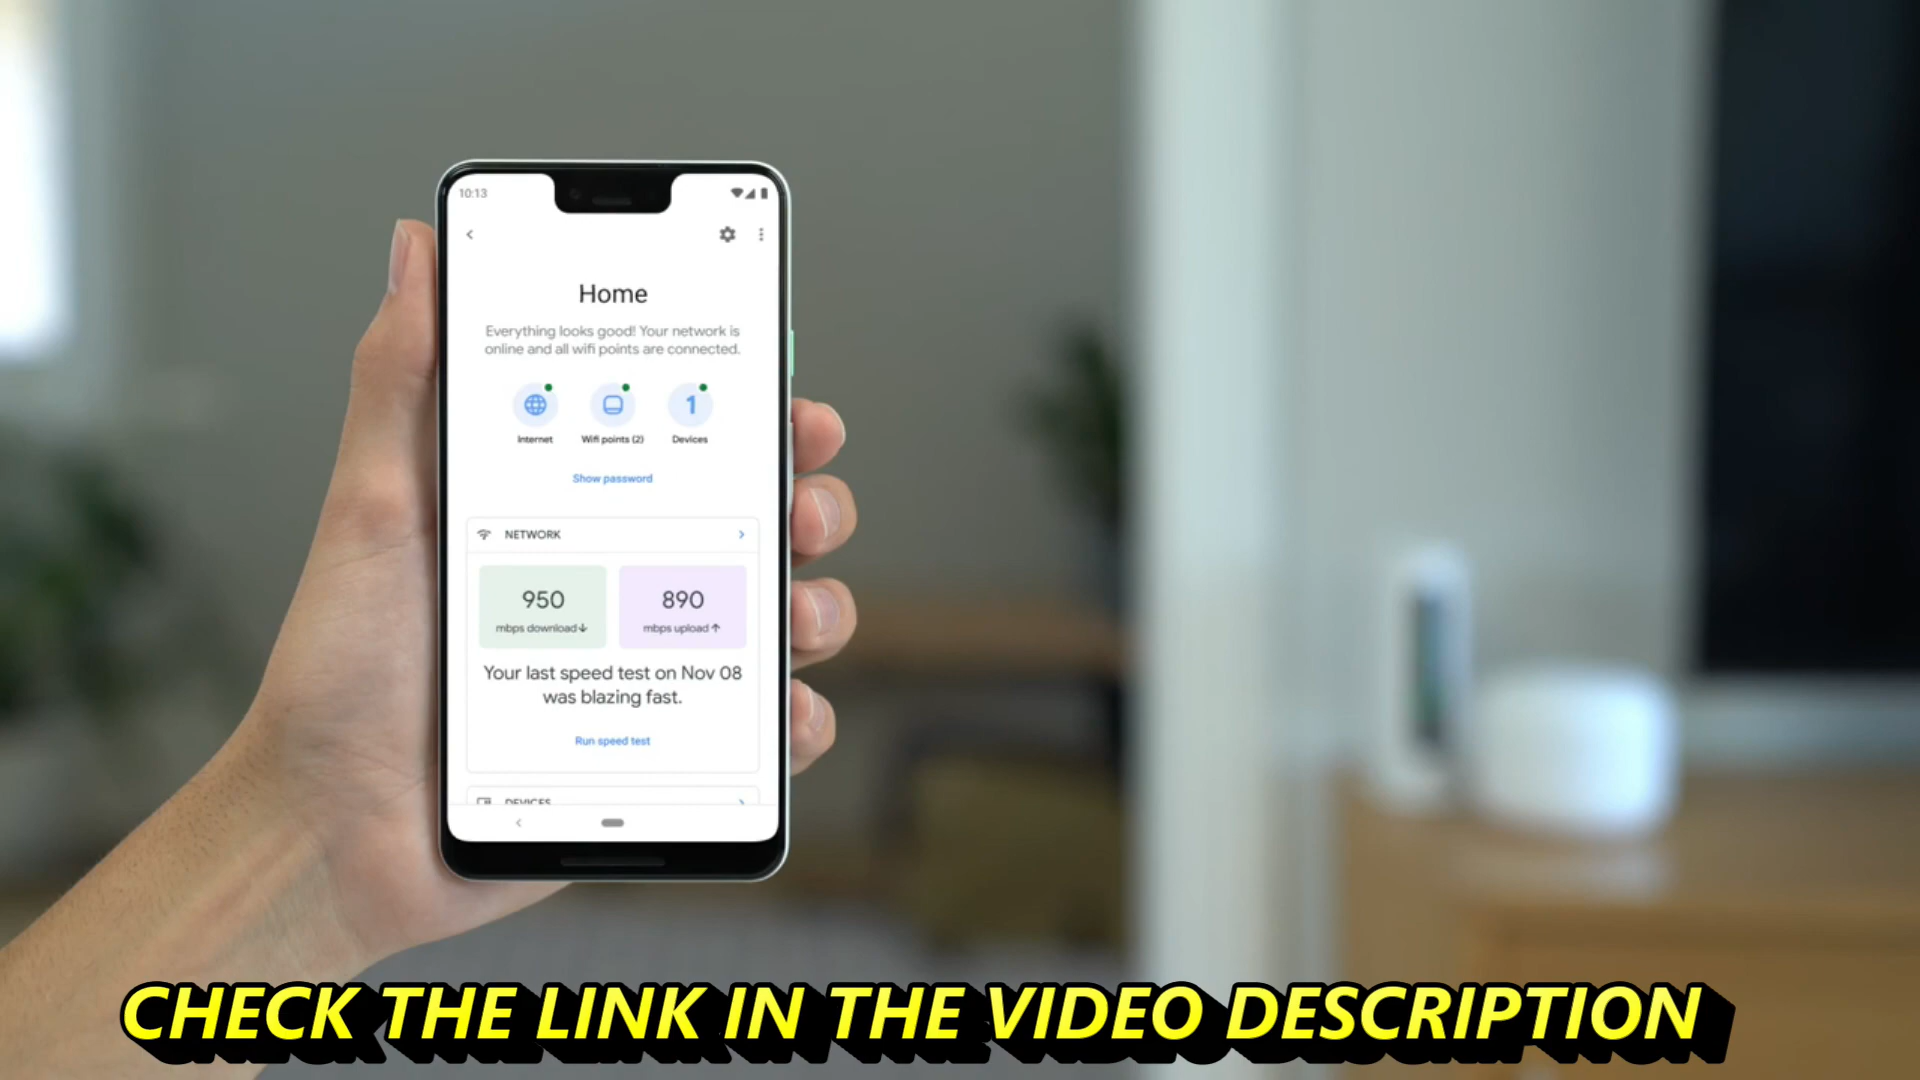 10:13
Home
Everything looks good! Your network is
online and all wifi points are connected.
Internet
Wifi points (2)
1
Devices
Show password
NETWORK
950
mbps download↓
890
mbps upload↑
Your last speed test on Nov 08
was blazing fast.
Run speed test
DEVICES
CHECK THE LINK IN THE VIDEO DESCRIPTION